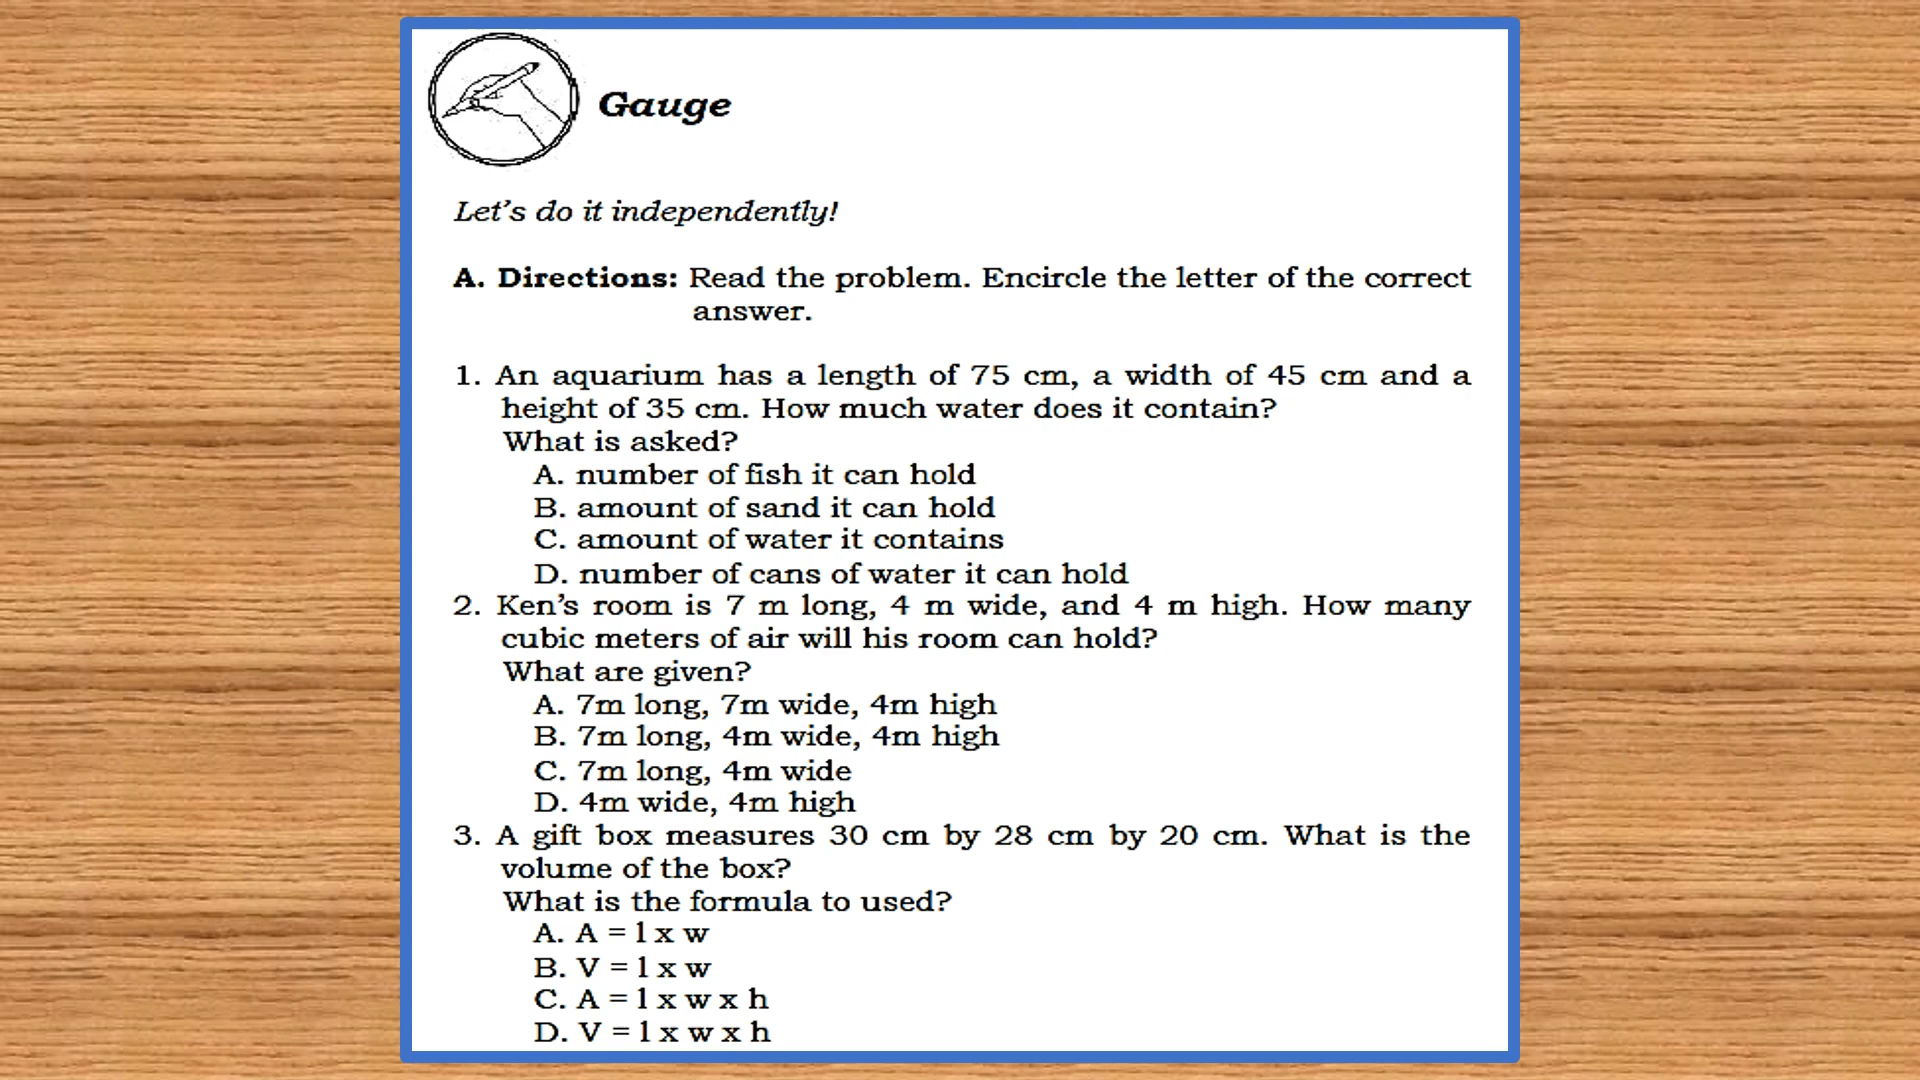 Gauge
Let's do it independently!
A. Directions: Read the problem. Encircle the letter of the correct
answer.
1. An aquarium has a length of 75 cm, a width of 45 cm and a
height of 35 cm. How much water does it contain?
What is asked?
A. number of fish it can hold
B. amount of sand it can hold
C. amount of water it contains
D. number of cans of water it can hold
2. Ken's room is 7 m long, 4 m wide, and 4 m high. How many
cubic meters of air will his room can hold?
What are given?
A. 7m long, 7m wide, 4m high
B. 7m long, 4m wide, 4m high
C. 7m long, 4m wide
D. 4m wide, 4m high
3. A gift box measures 30 cm by 28 cm by 20 cm. What is the
volume of the box?
What is the formula to used?
A. A = l x w
B. V = l x w
C. A = l x w x h
D. V = l x w x h